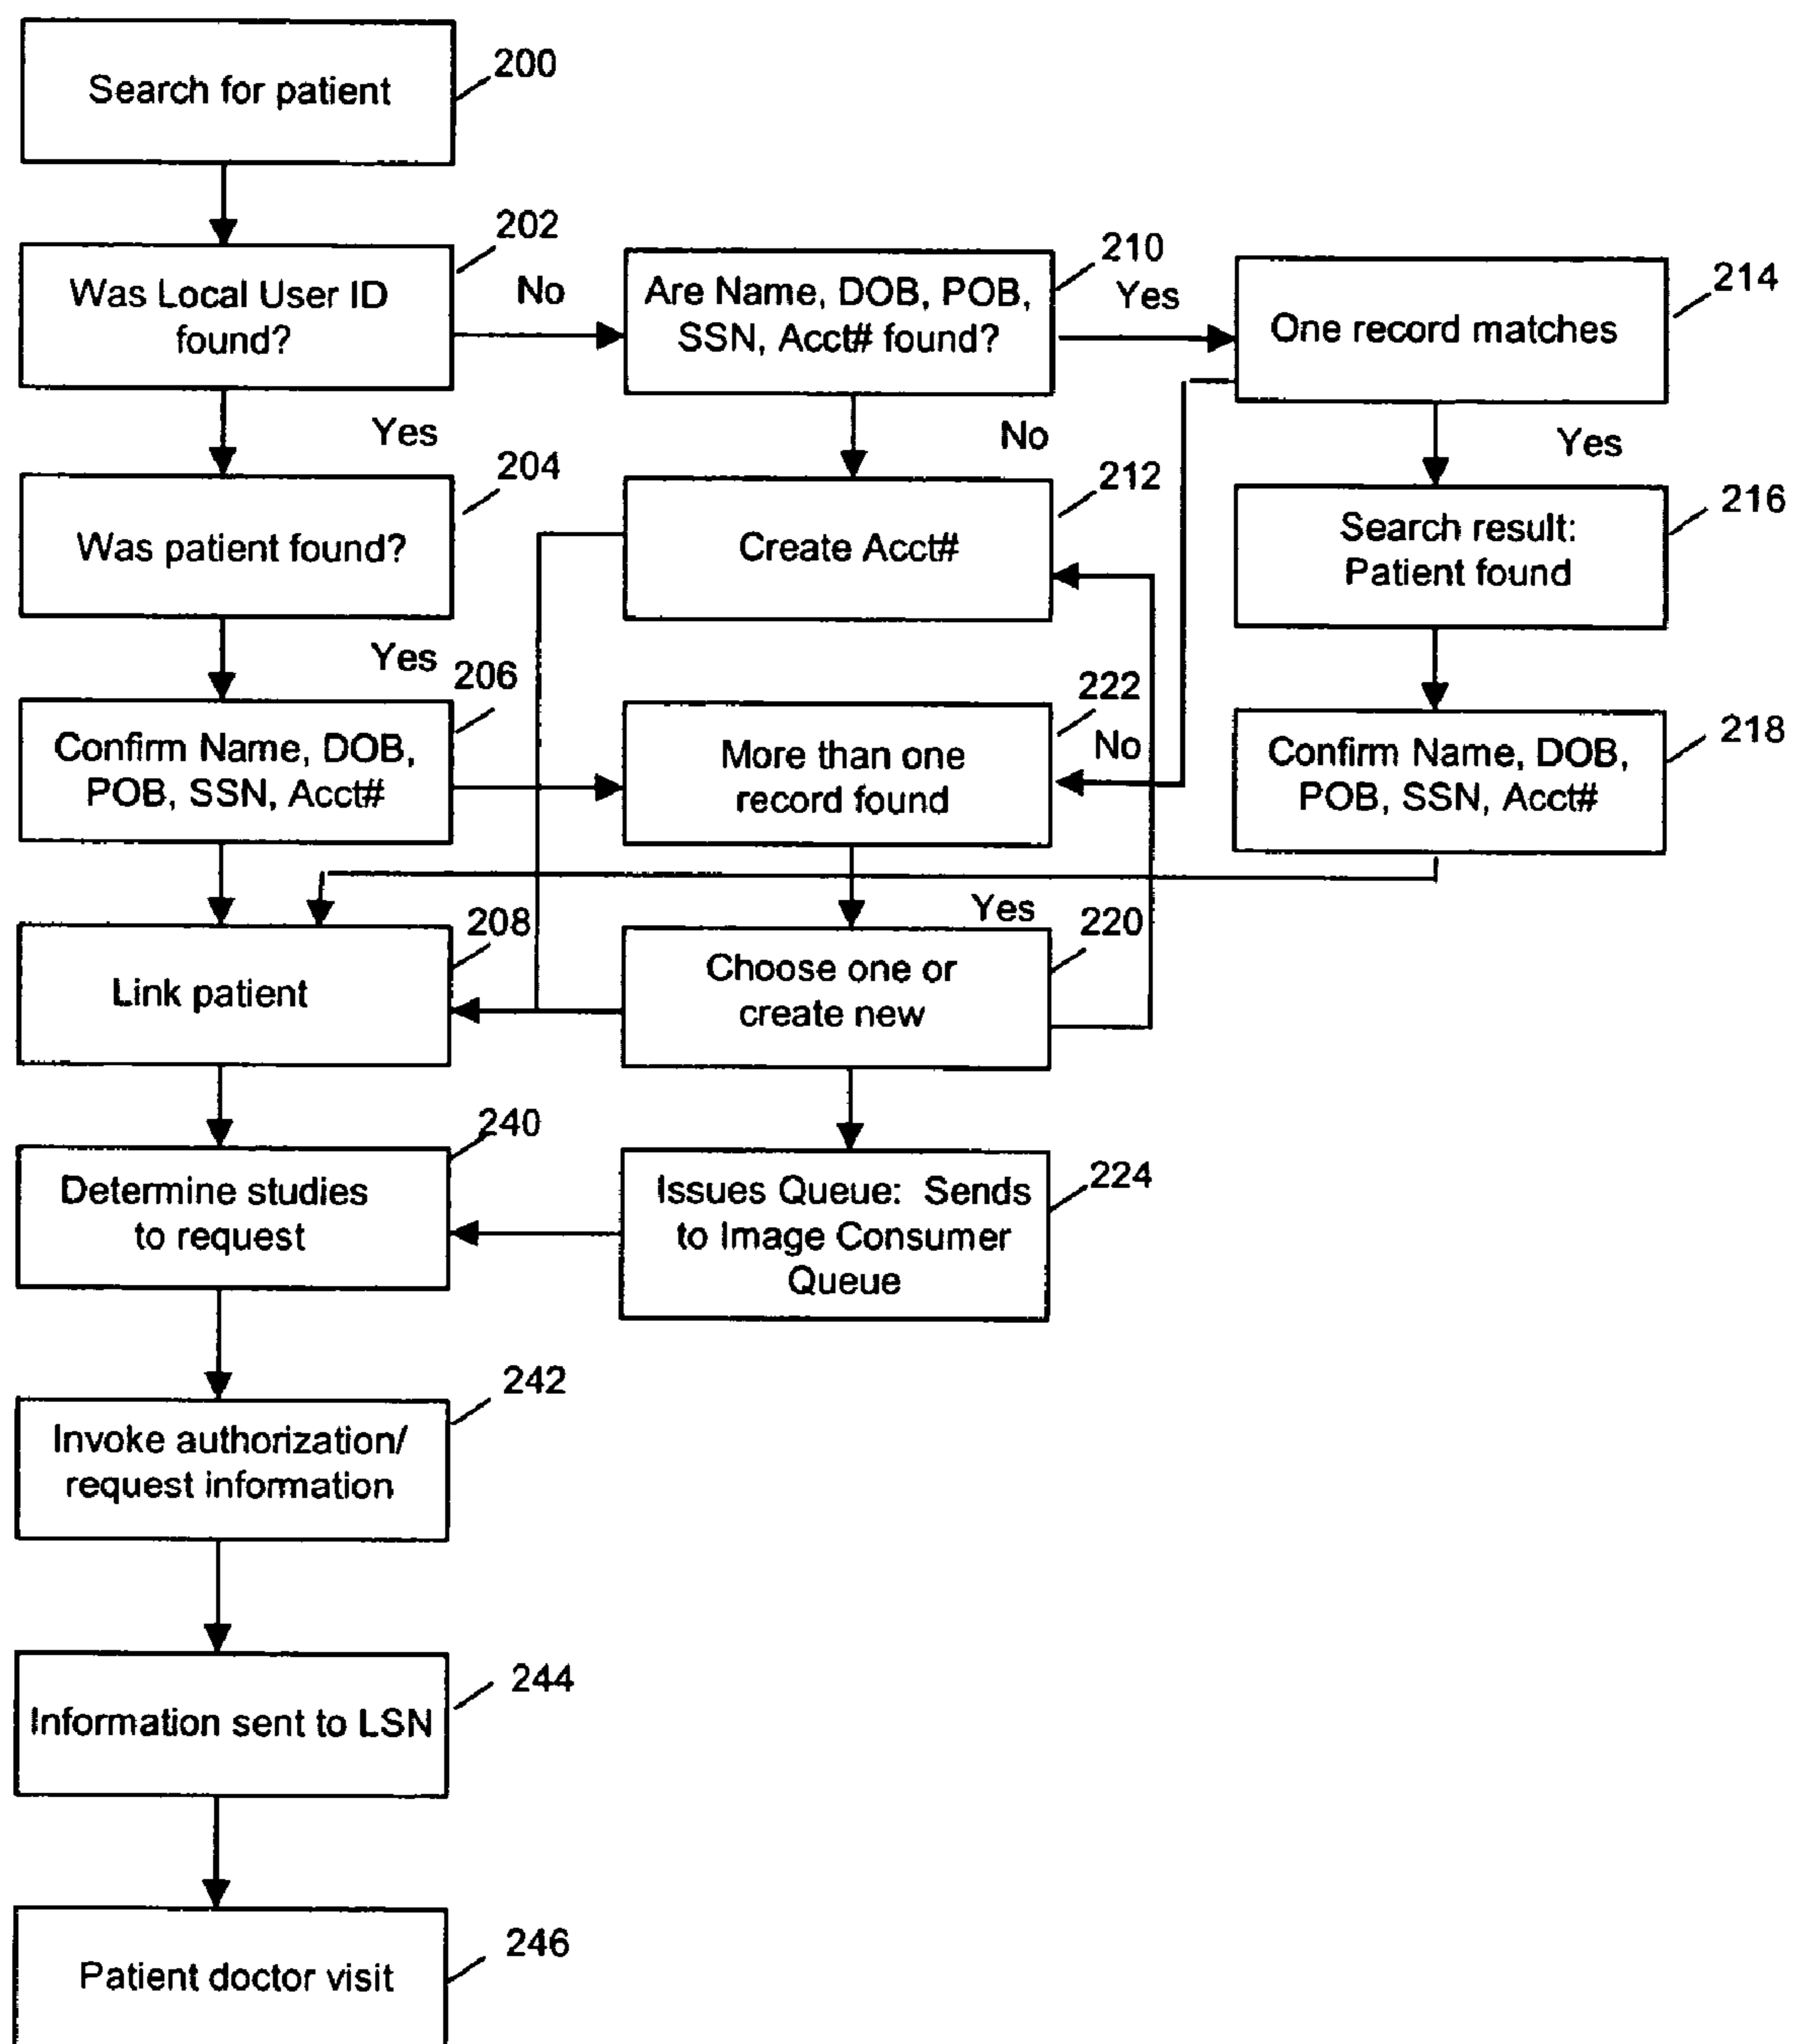 Search for patient
200
Was Local User ID
found?
202
No
Are Name, DOB, POB,
SSN, Acct# found?
210
Yes
One record matches
214
Yes
No
Yes
Was patient found?
204
Create Acct#
212
Search result:
Patient found
216
Yes
Confirm Name, DOB,
POB, SSN, Acct#
206
More than one
record found
222
No
Confirm Name, DOB,
POB, SSN, Acct#
218
Link patient
208
Yes
Choose one or
create new
220
Determine studies
to request
240
Issues Queue: Sends
to Image Consumer
Queue
224
Invoke authorization/
request information
242
Information sent to LSN
244
Patient doctor visit
246